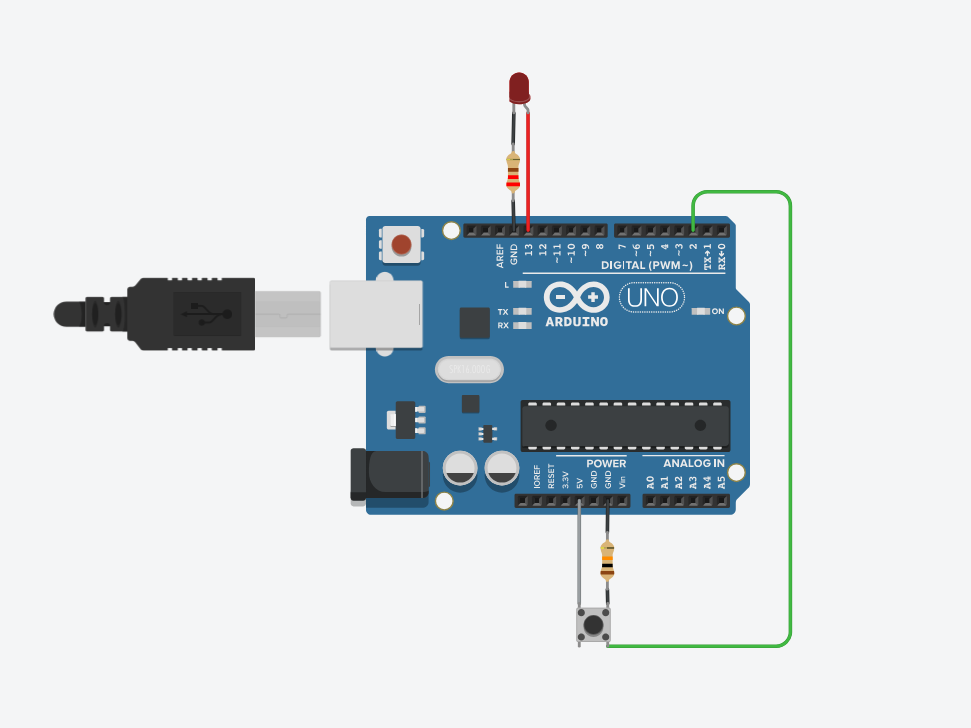 AREF
GND
13
12
~11
~10
~9
8
7
~6
~5
4
~3
2
TX→1
RX←0
DIGITAL (PWM~)
L
TX
RX
ARDUINO
UNO
ON
POWER
ANALOG IN
IOREF
RESET
3.3V
5V
GND
GND
Vin
A0
A1
A2
A3
A4
A5